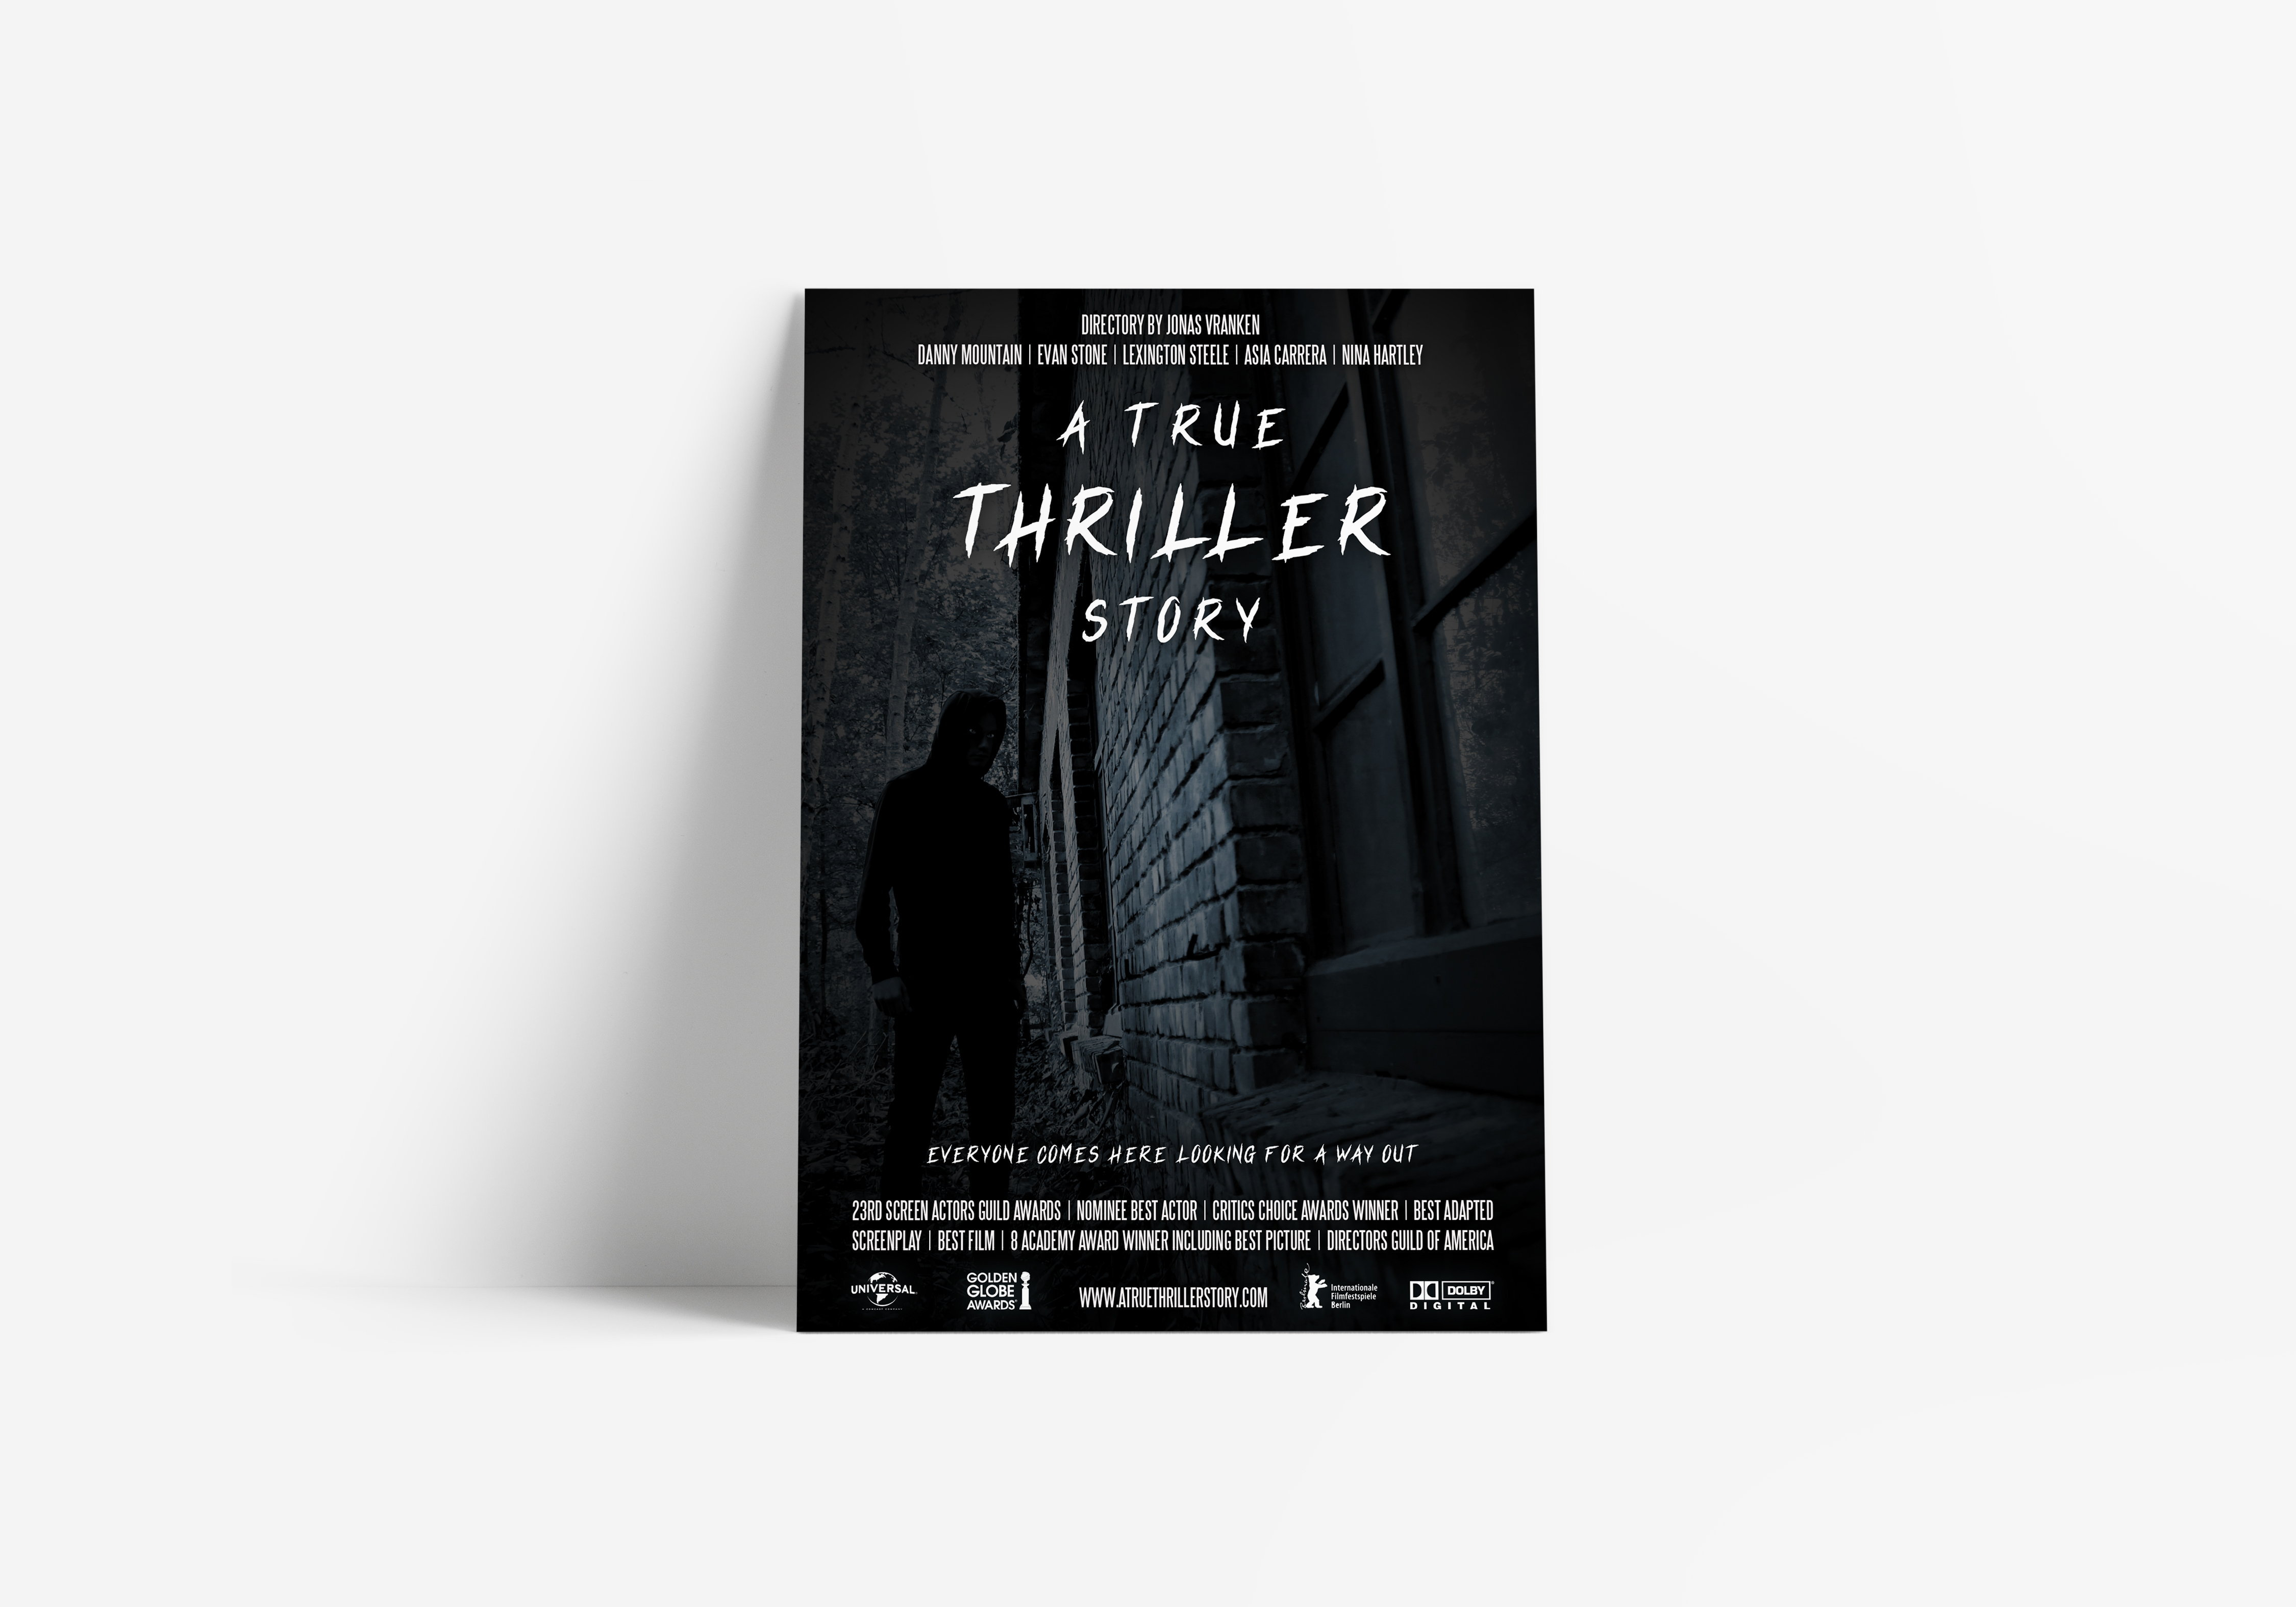 DIRECTORY BY JONAS VRANKEN
DANNY MOUNTAIN | EVAN STONE | LEXINGTON STEELE | ASIA CARRERA | NINA HARTLEY
A TRUE
THRILLER
STORY
EVERYONE COMES HERE LOOKING FOR A WAY OUT
23RD SCREEN ACTORS GUILD AWARDS | NOMINEE BEST ACTOR | CRITICS CHOICE AWARDS WINNER | BEST ADAPTED
SCREENPLAY | BEST FILM | 8 ACADEMY AWARD WINNER INCLUDING BEST PICTURE | DIRECTORS GUILD OF AMERICA
UNIVERSAL
GOLDEN
GLOBE
AWARDS®
WWW.ATRUETHRILLERSTORY.COM
Berlinale
Internationale
Filmfestspiele
Berlin
DOLBY®
DIGITAL